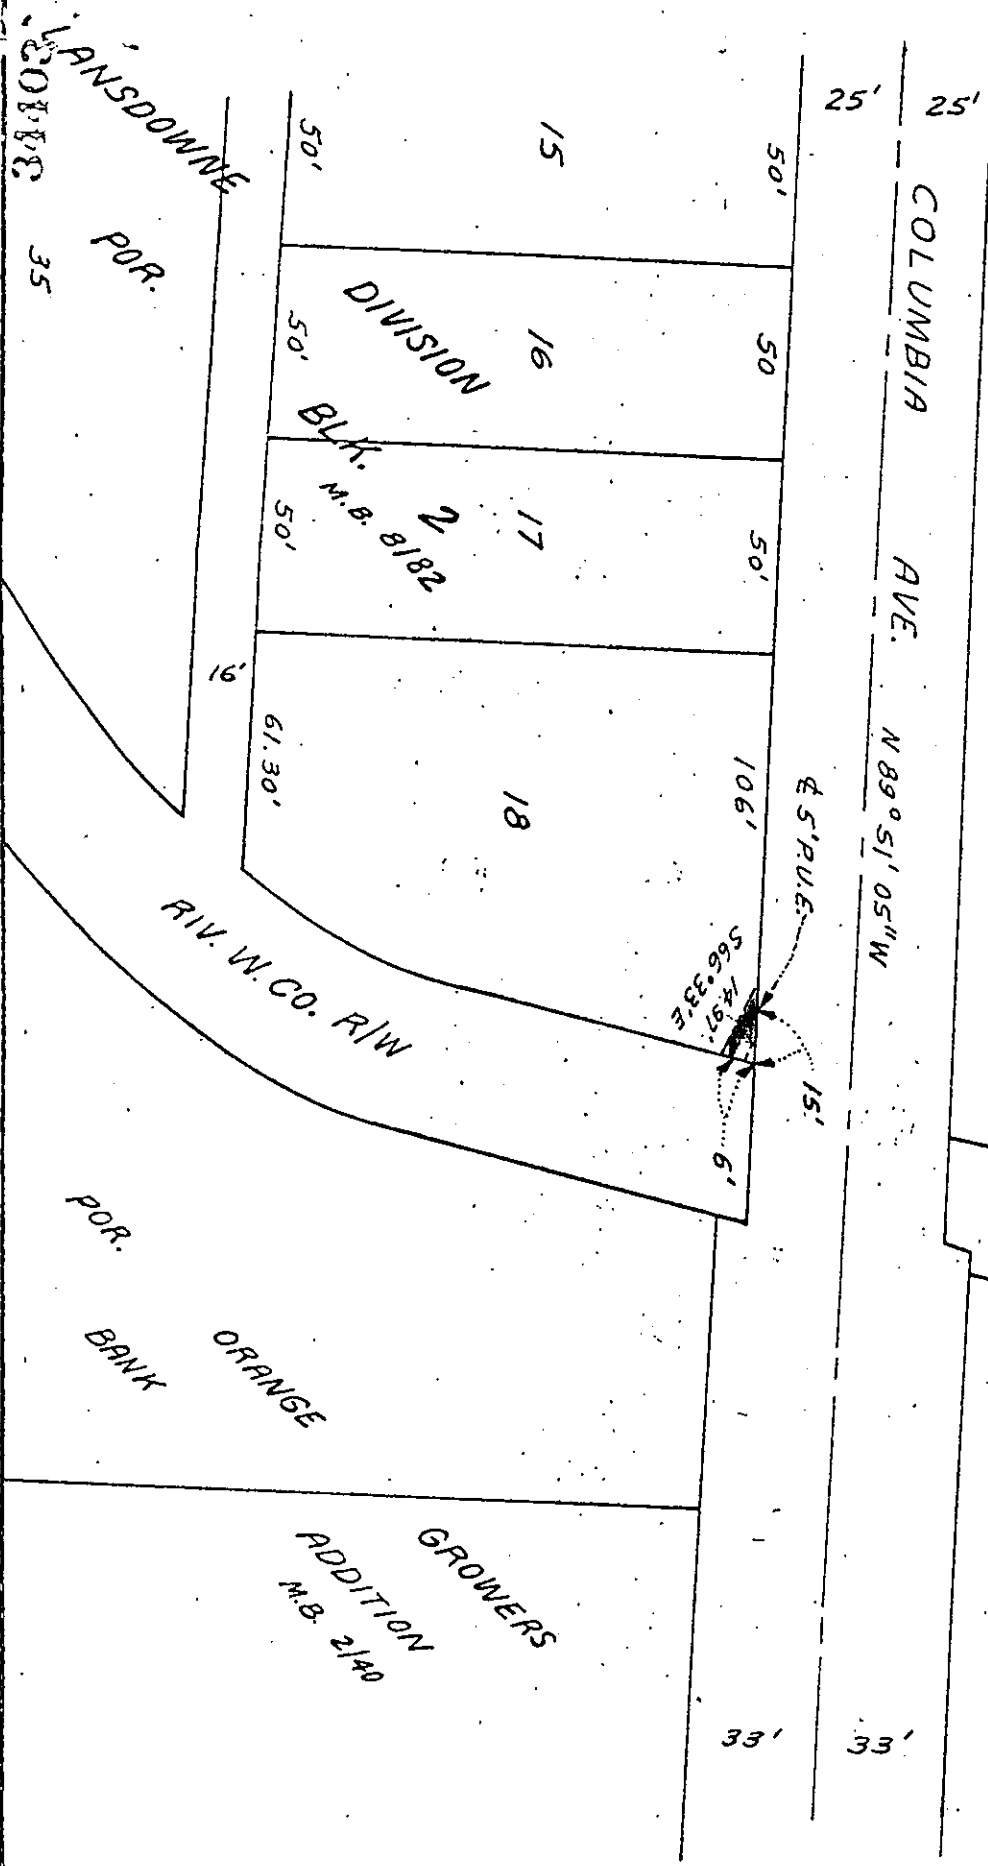 25'
25'
COLUMBIA AVE. N 89° 51' 05" W
50'
50
50'
106'
℄ 5' P.U.E.
15'
6'
S66°33'E
14.97'
15
16
17
18
DIVISION
BLK. 2
M.B. 8/82
50'
50'
50'
61.30'
16'
LANSDOWNE
POR.
35
RIV. W. CO. R/W
POR.
ORANGE
BANK
GROWERS
ADDITION
M.B. 2/40
33'
33'